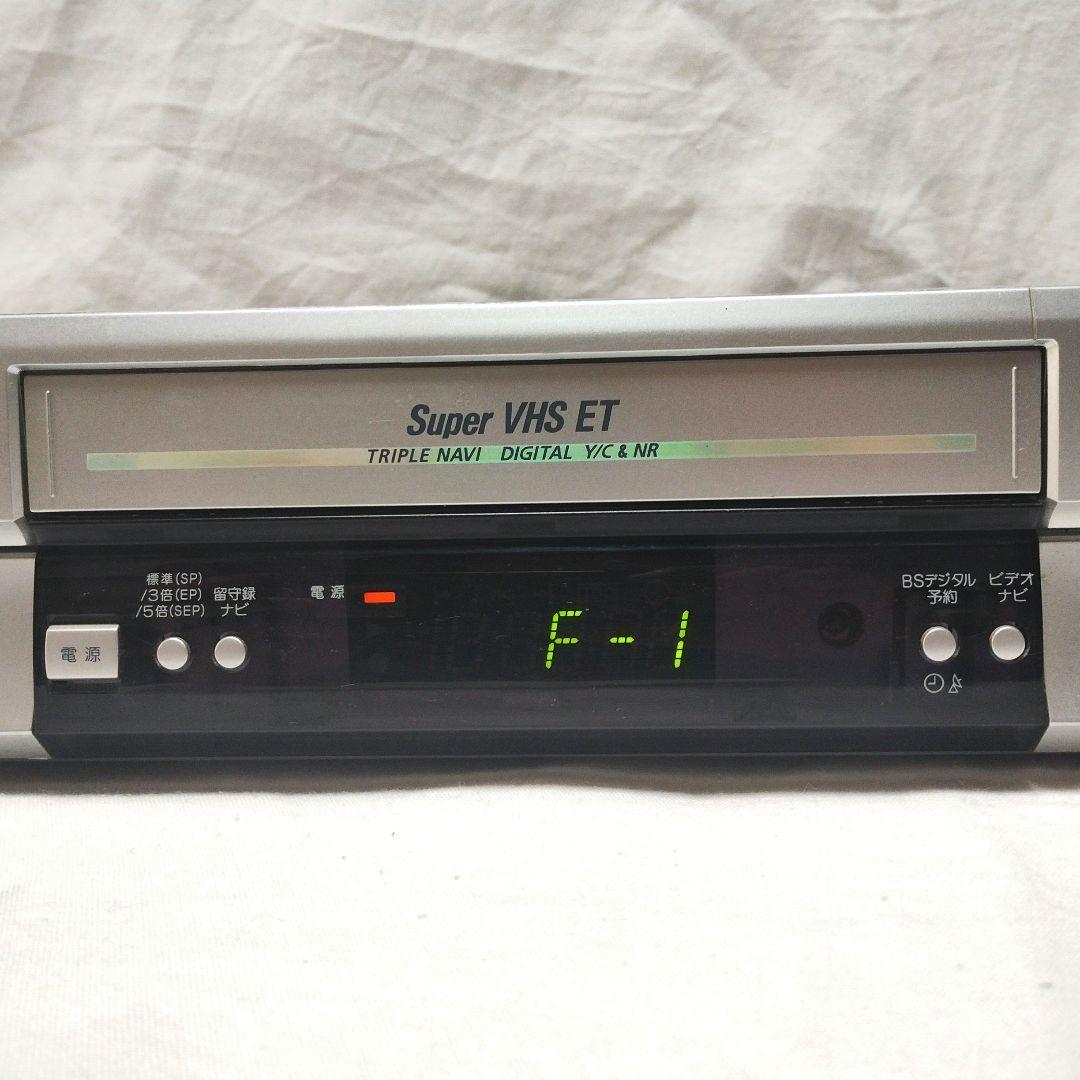 Super VHS ET
TRIPLE NAVI DIGITAL Y/C & NR
標準(SP)
/3倍(EP)
/5倍(SEP)
留守録
ナビ
電源
電源
F-1
BSデジタル
予約
ビデオ
ナビ